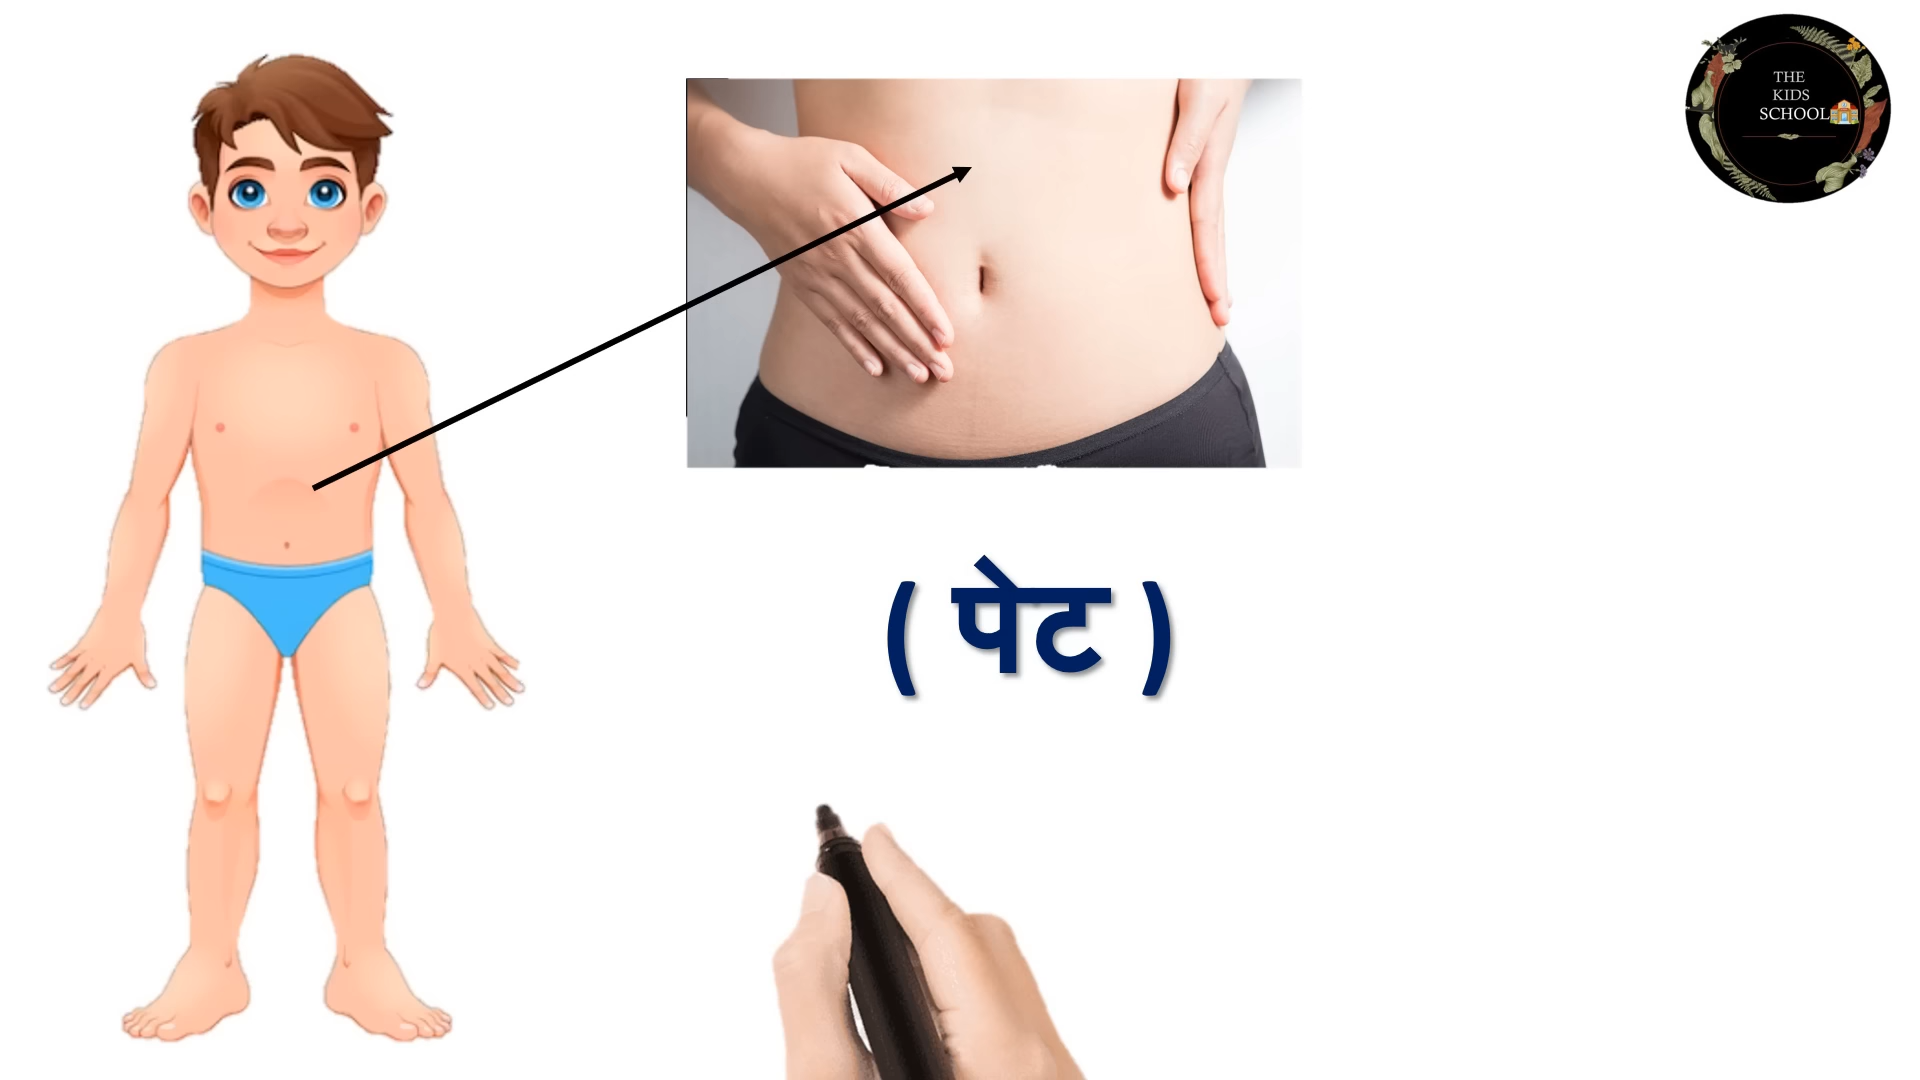 THE
KIDS
SCHOOL
( पेट )